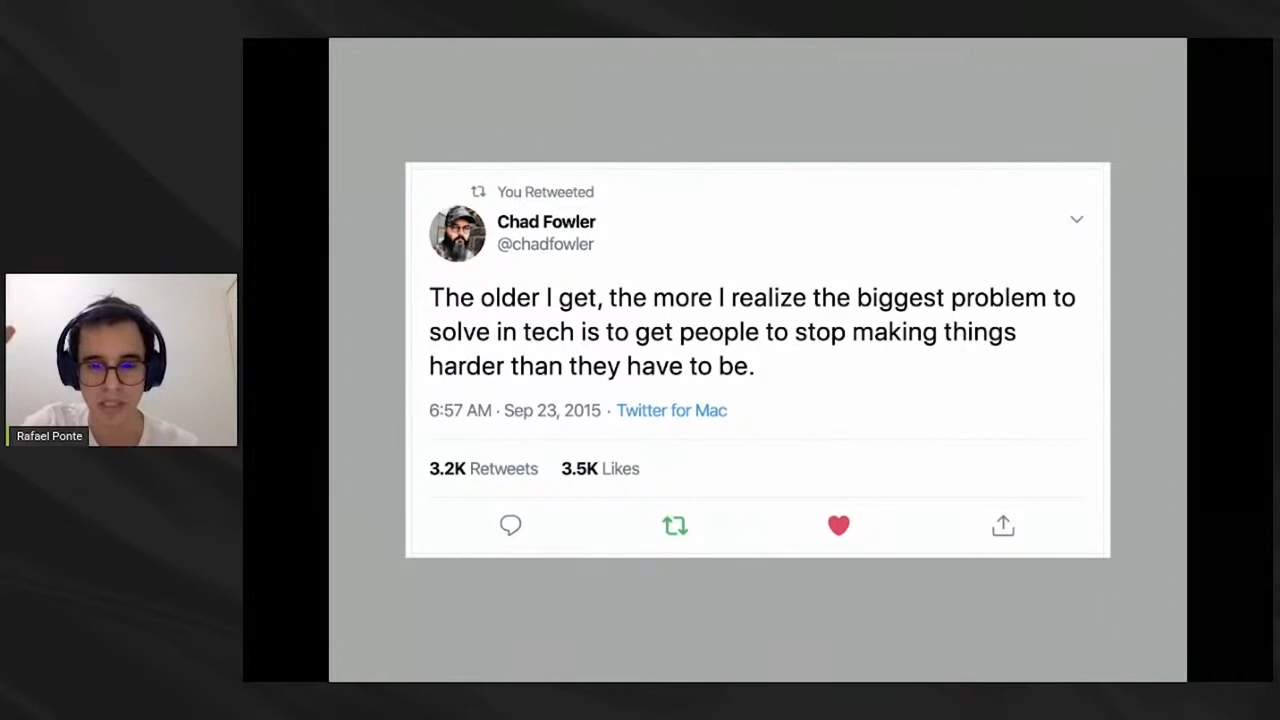 You Retweeted
Chad Fowler
@chadfowler
The older I get, the more I realize the biggest problem to
solve in tech is to get people to stop making things
harder than they have to be.
6:57 AM · Sep 23, 2015 · Twitter for Mac
3.2K Retweets 3.5K Likes
Rafael Ponte